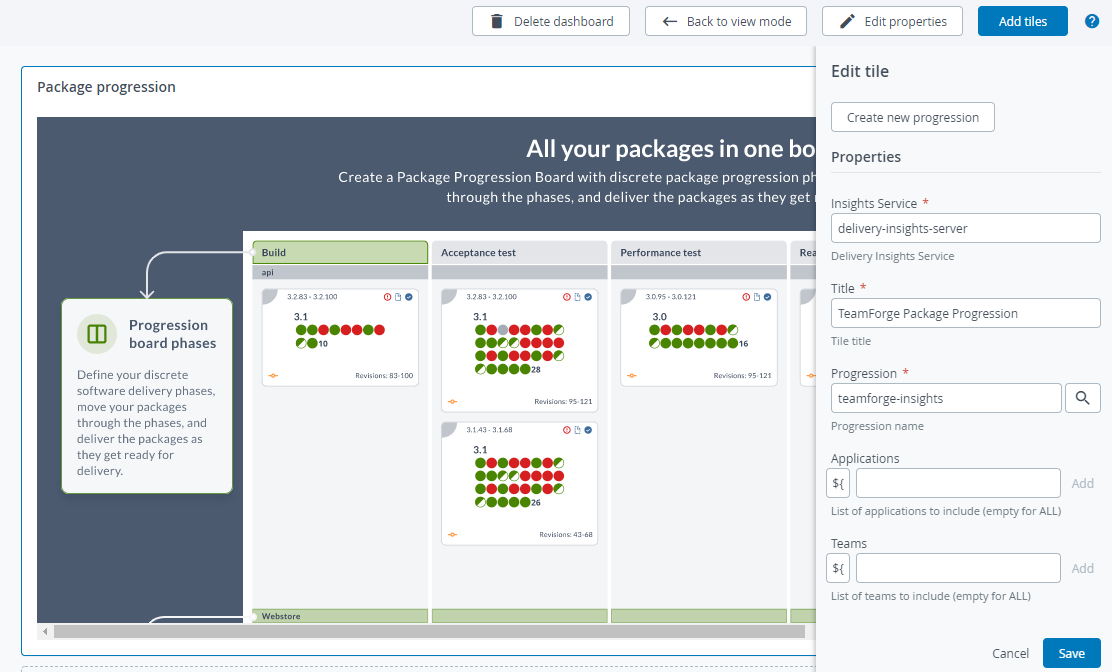 Delete dashboard
Back to view mode
Edit properties
Add tiles
?
Package progression
All your packages in one bo
Create a Package Progression Board with discrete package progression ph
through the phases, and deliver the packages as they get
Build
Acceptance test
Performance test
Rea
api
3.2.83 - 3.2.100
3.1
10
Revisions: 83-100
3.2.83 - 3.2.100
3.1
28
Revisions: 95-121
3.0.95 - 3.0.121
3.0
16
Revisions: 95-121
3.1.43 - 3.1.68
3.1
26
Revisions: 43-68
Progression
board phases
Define your discrete
software delivery phases,
move your packages
through the phases, and
deliver the packages as
they get ready for
delivery.
Webstore
Edit tile
Create new progression
Properties
Insights Service *
delivery-insights-server
Delivery Insights Service
Title *
TeamForge Package Progression
Tile title
Progression *
teamforge-insights
Progression name
Applications
${
Add
List of applications to include (empty for ALL)
Teams
${
Add
List of teams to include (empty for ALL)
Cancel
Save